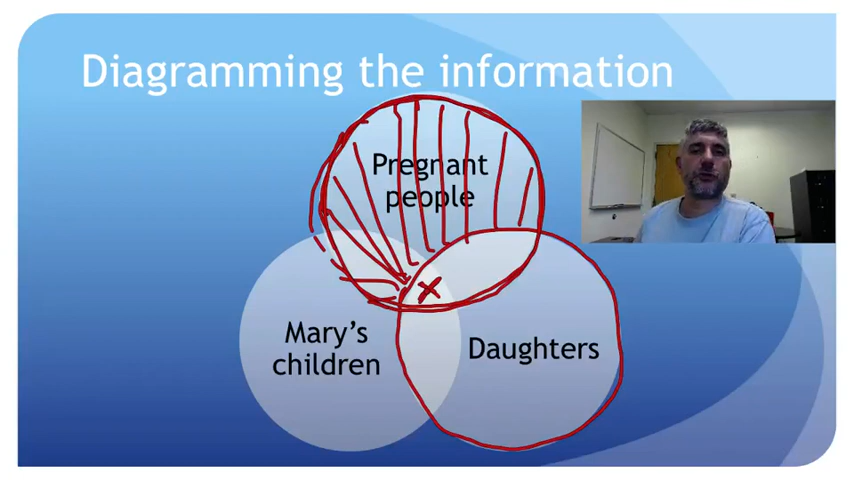 Diagramming the information
Pregnant
people
Mary's
children
Daughters